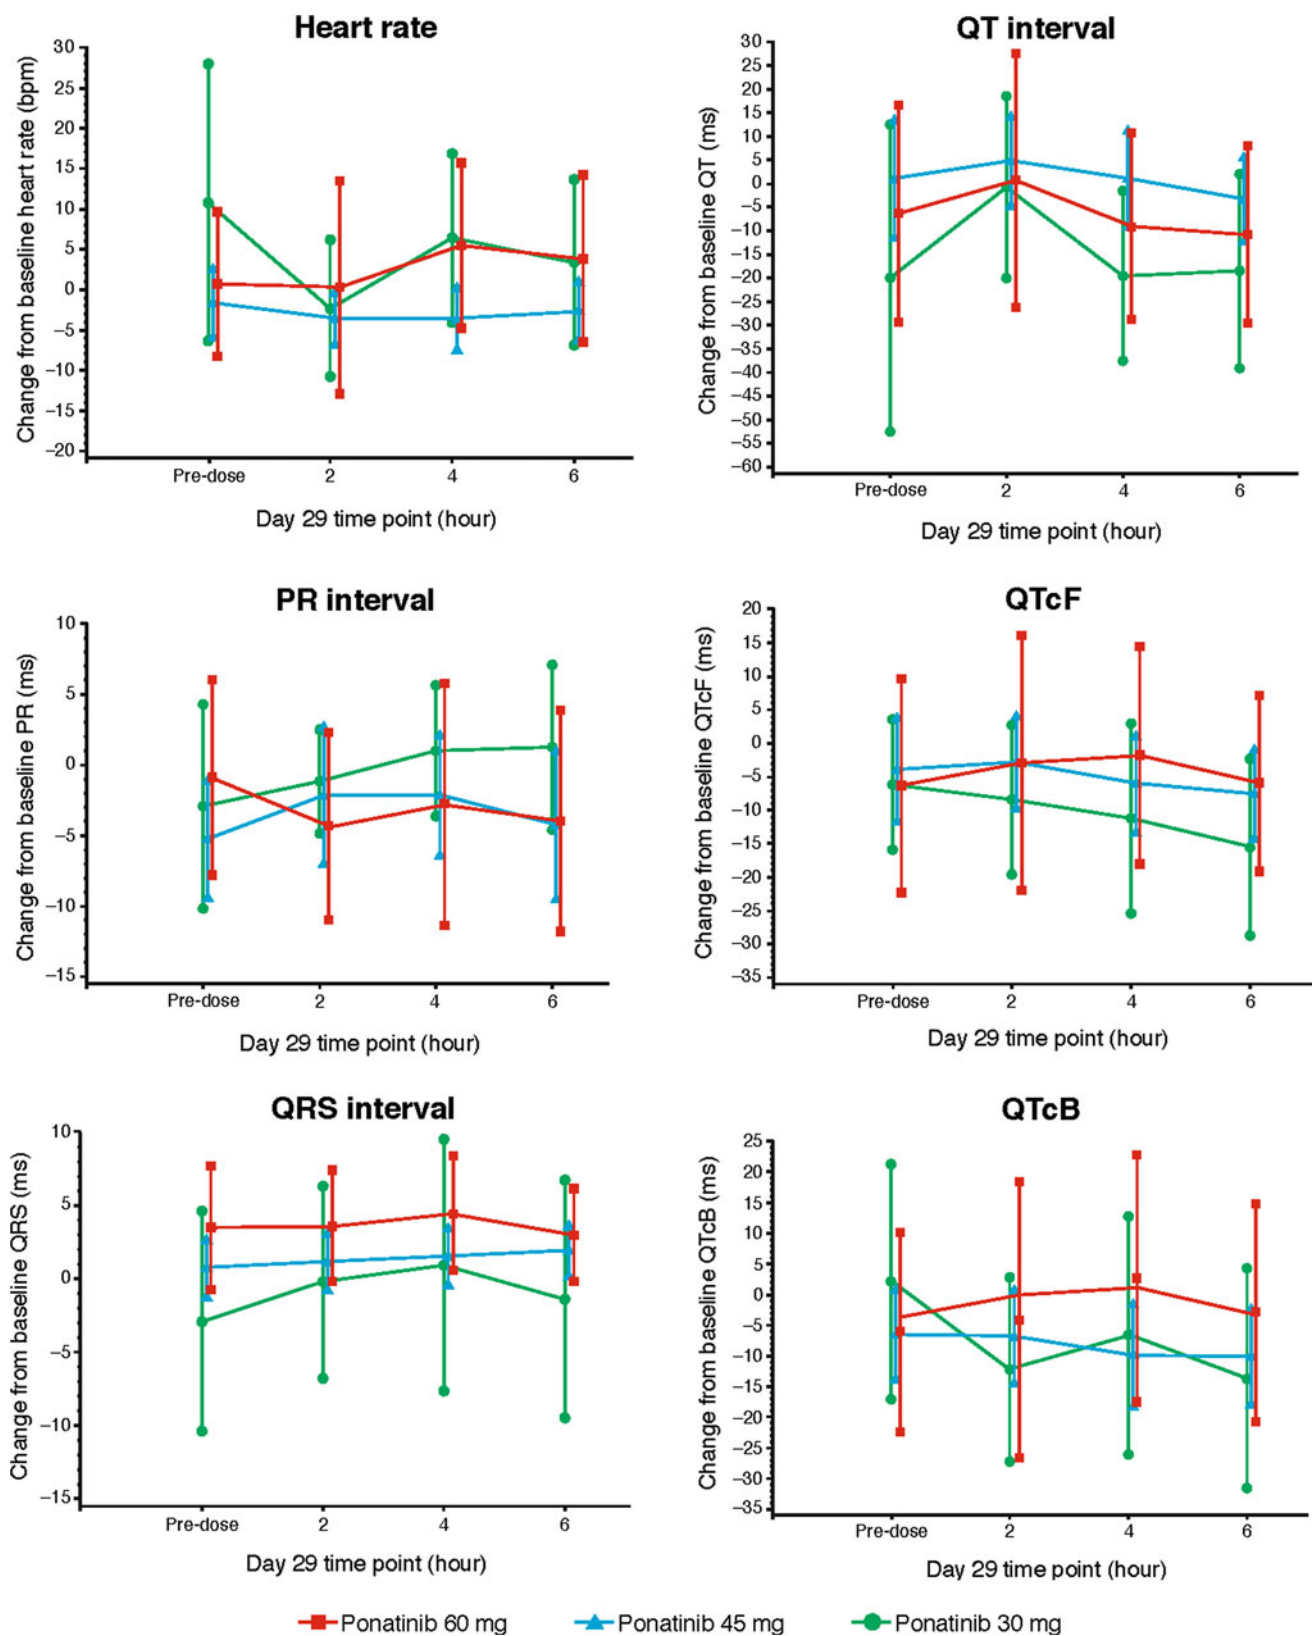 Heart rate
Change from baseline heart rate (bpm)
30
25
20
15
10
5
0
−5
−10
−15
−20
Pre-dose 2 4 6
Day 29 time point (hour)
QT interval
Change from baseline QT (ms)
30
25
20
15
10
5
0
−5
−10
−15
−20
−25
−30
−35
−40
−45
−50
−55
−60
Pre-dose 2 4 6
Day 29 time point (hour)
PR interval
Change from baseline PR (ms)
10
5
0
−5
−10
−15
Pre-dose 2 4 6
Day 29 time point (hour)
QTcF
Change from baseline QTcF (ms)
20
15
10
5
0
−5
−10
−15
−20
−25
−30
−35
Pre-dose 2 4 6
Day 29 time point (hour)
QRS interval
Change from baseline QRS (ms)
10
5
0
−5
−10
−15
Pre-dose 2 4 6
Day 29 time point (hour)
QTcB
Change from baseline QTcB (ms)
25
20
15
10
5
0
−5
−10
−15
−20
−25
−30
−35
Pre-dose 2 4 6
Day 29 time point (hour)
Ponatinib 60 mg Ponatinib 45 mg Ponatinib 30 mg